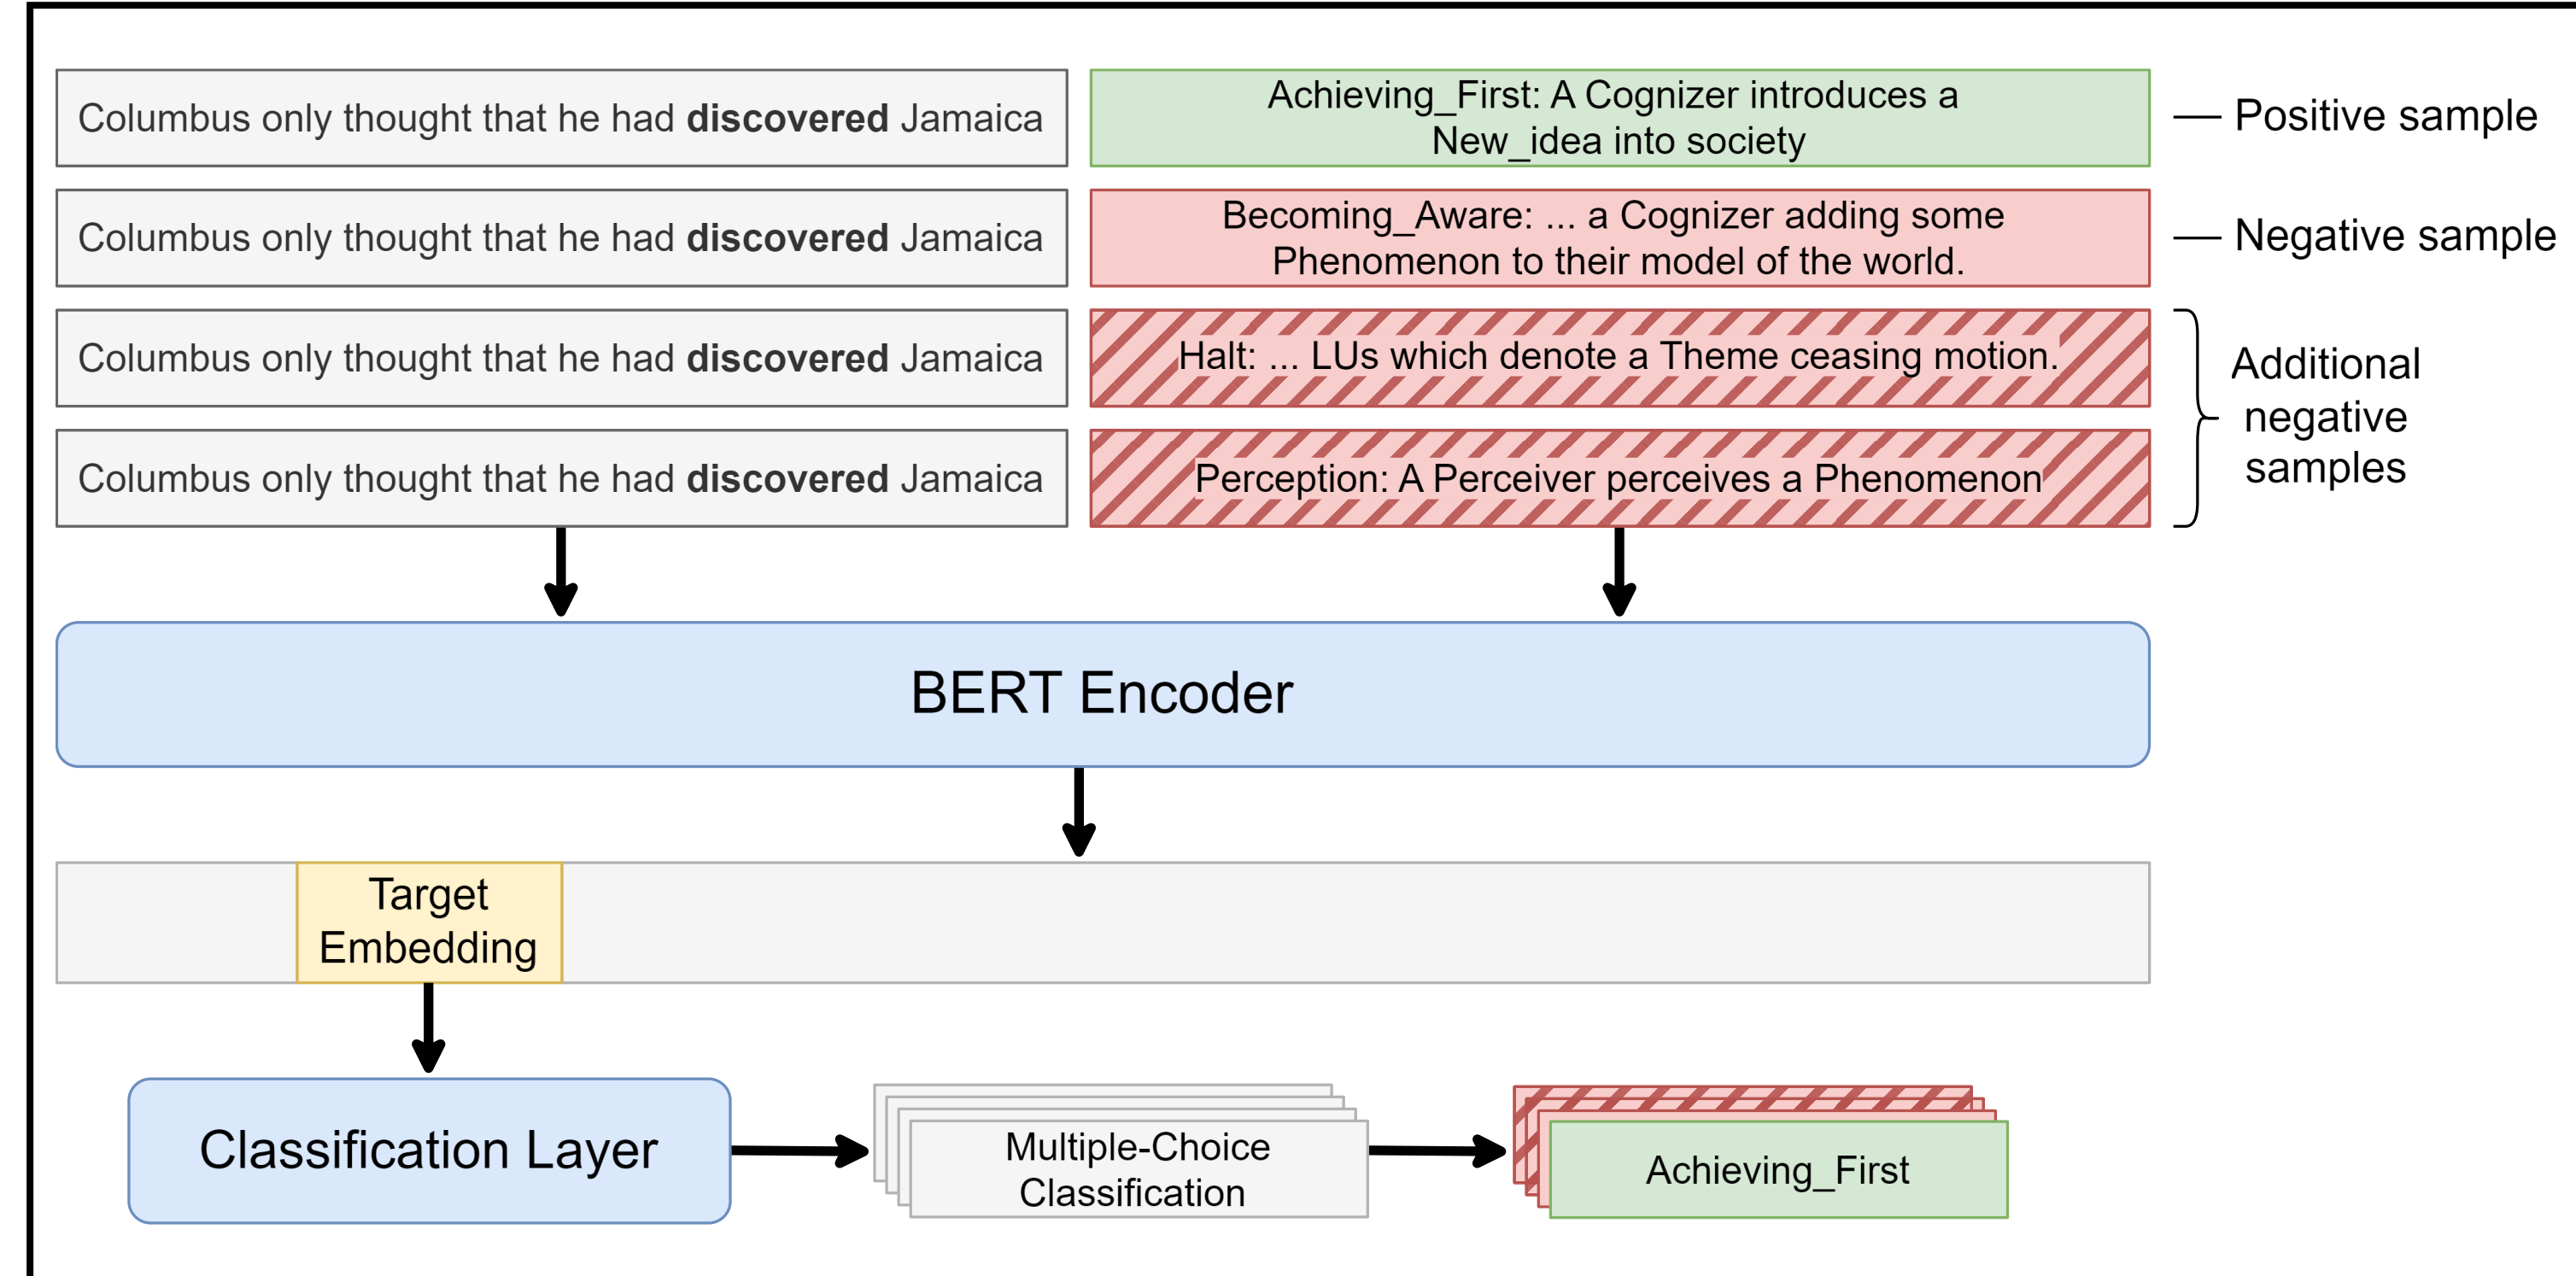 Columbus only thought that he had discovered Jamaica
Achieving_First: A Cognizer introduces a
New_idea into society
Positive sample
Columbus only thought that he had discovered Jamaica
Becoming_Aware: ... a Cognizer adding some
Phenomenon to their model of the world.
Negative sample
Columbus only thought that he had discovered Jamaica
Halt: ... LUs which denote a Theme ceasing motion.
Columbus only thought that he had discovered Jamaica
Perception: A Perceiver perceives a Phenomenon
Additional
negative
samples
BERT Encoder
Target
Embedding
Classification Layer
Multiple-Choice
Classification
Achieving_First